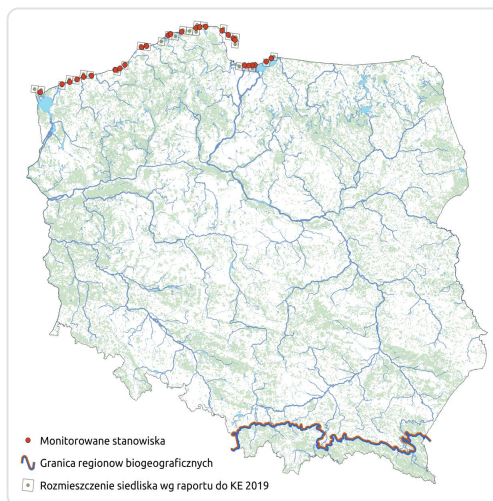 Monitorowane stanowiska
Granica regionow biogeograficznych
Rozmieszczenie siedliska wg raportu do KE 2019